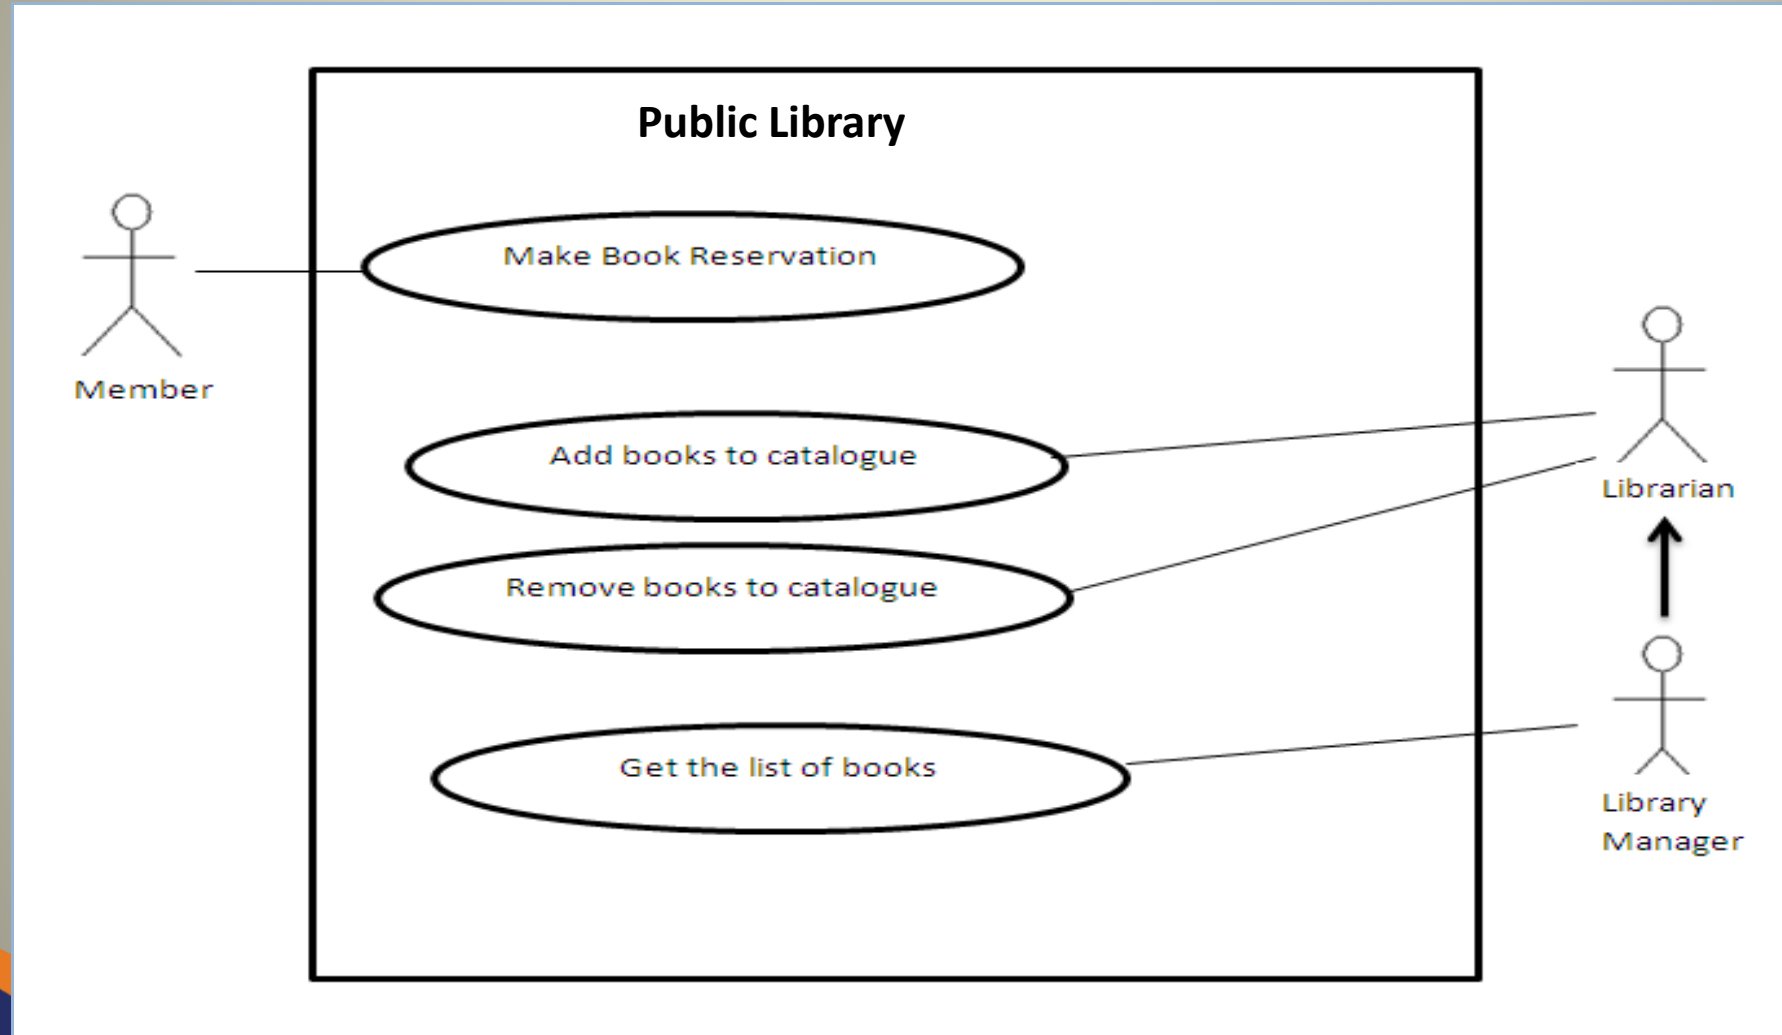 Public Library
Make Book Reservation
Member
Add books to catalogue
Librarian
Remove books to catalogue
Get the list of books
Library
Manager